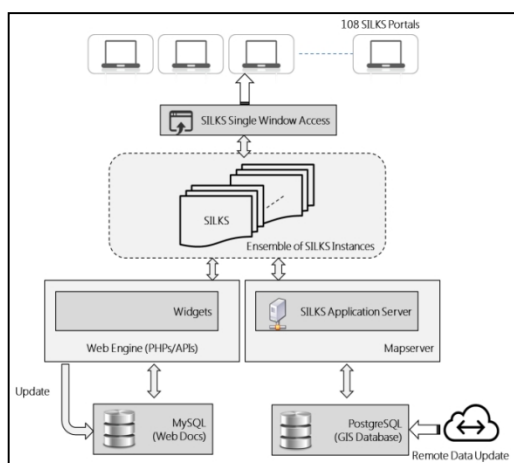 108 SILKS Portals
SILKS Single Window Access
SILKS
Ensemble of SILKS Instances
Widgets
Web Engine (PHPs/APIs)
SILKS Application Server
Mapserver
Update
MySQL
(Web Docs)
PostgreSQL
(GIS Database)
Remote Data Update